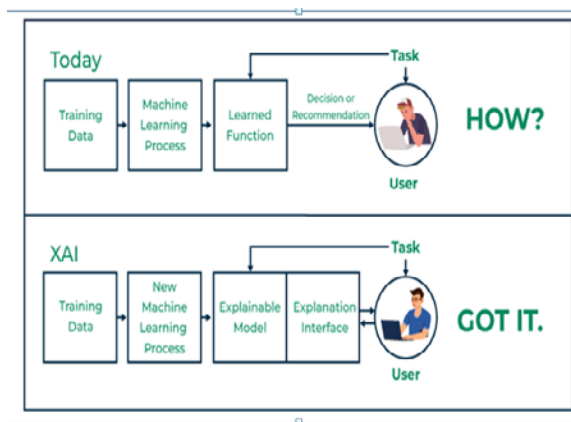 Today
Task
Training
Data
Machine
Learning
Process
Learned
Function
Decision or
Recommendation
HOW?
User
XAI
Task
Training
Data
New
Machine
Learning
Process
Explainable
Model
Explanation
Interface
GOT IT.
User